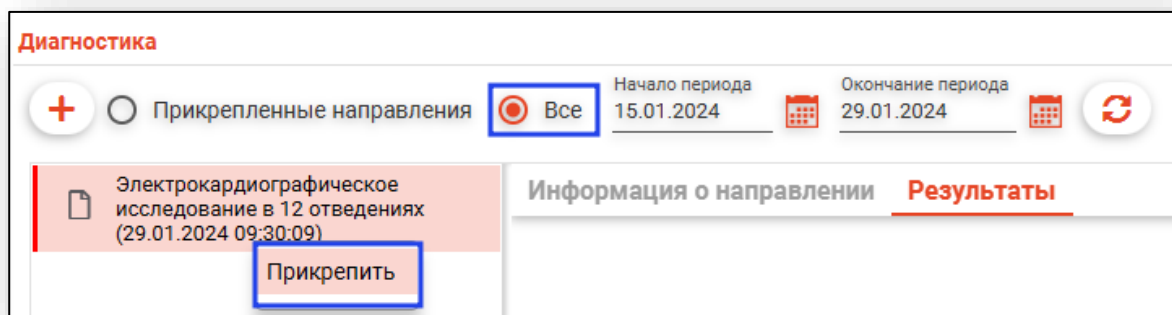 Диагностика
Прикрепленные направления
Все
Начало периода
15.01.2024
Окончание периода
29.01.2024
Электрокардиографическое
исследование в 12 отведениях
(29.01.2024 09:30:09)
Прикрепить
Информация о направлении
Результаты